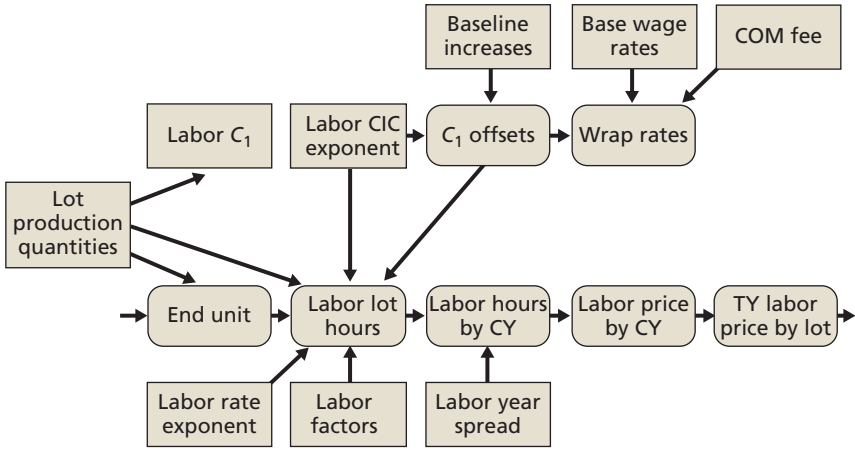 Baseline
increases
Base wage
rates
COM fee
Labor C1
Labor CIC
exponent
C1 offsets
Wrap rates
Lot
production
quantities
End unit
Labor lot
hours
Labor hours
by CY
Labor price
by CY
TY labor
price by lot
Labor rate
exponent
Labor
factors
Labor year
spread